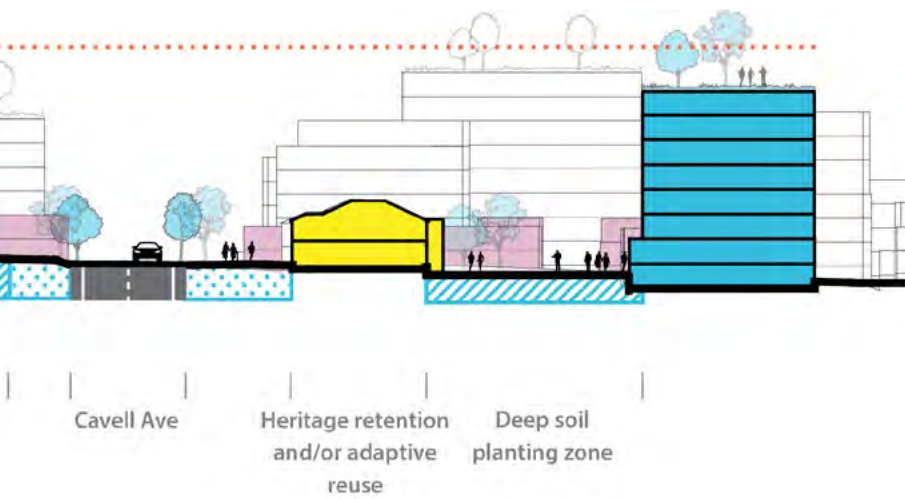 Cavell Ave
Heritage retention
and/or adaptive
reuse
Deep soil
planting zone